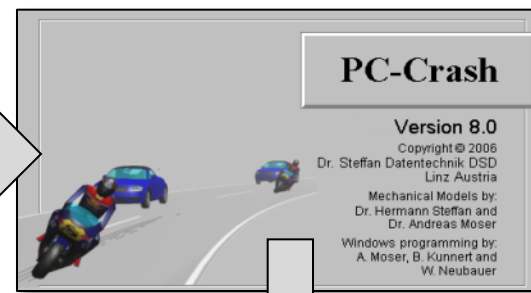 PC-Crash
Version 8.0
Copyright © 2006
Dr. Steffan Datentechnik DSD
Linz Austria
Mechanical Models by:
Dr. Hermann Steffan and
Dr. Andreas Moser
Windows programming by:
A. Moser, B. Kunnert and
W. Neubauer